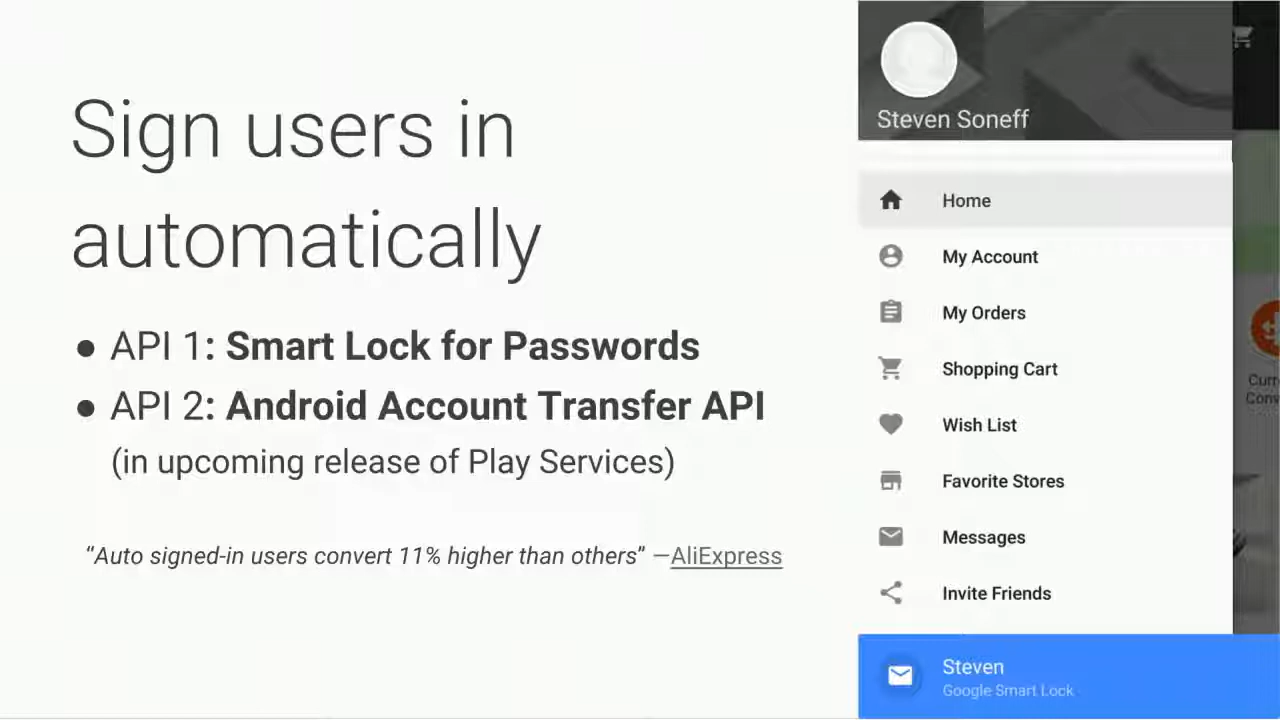 Sign users in
automatically
● API 1: Smart Lock for Passwords
● API 2: Android Account Transfer API
(in upcoming release of Play Services)
“Auto signed-in users convert 11% higher than others” —AliExpress
Steven Soneff
Home
My Account
My Orders
Shopping Cart
Wish List
Favorite Stores
Messages
Invite Friends
Steven
Google Smart Lock